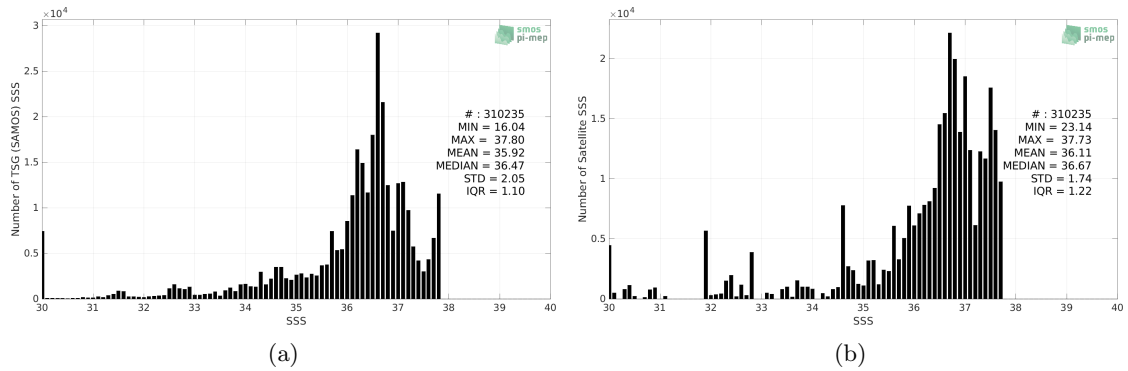 ×10⁴
3
2.5
2
1.5
1
0.5
0
30 31 32 33 34 35 36 37 38 39 40
SSS
Number of TSG (SAMOS) SSS
smos
pi-mep
# : 310235
MIN = 16.04
MAX = 37.80
MEAN = 35.92
MEDIAN = 36.47
STD = 2.05
IQR = 1.10
(a)
×10⁴
2
1.5
1
0.5
0
30 31 32 33 34 35 36 37 38 39 40
SSS
Number of Satellite SSS
smos
pi-mep
# : 310235
MIN = 23.14
MAX = 37.73
MEAN = 36.11
MEDIAN = 36.67
STD = 1.74
IQR = 1.22
(b)